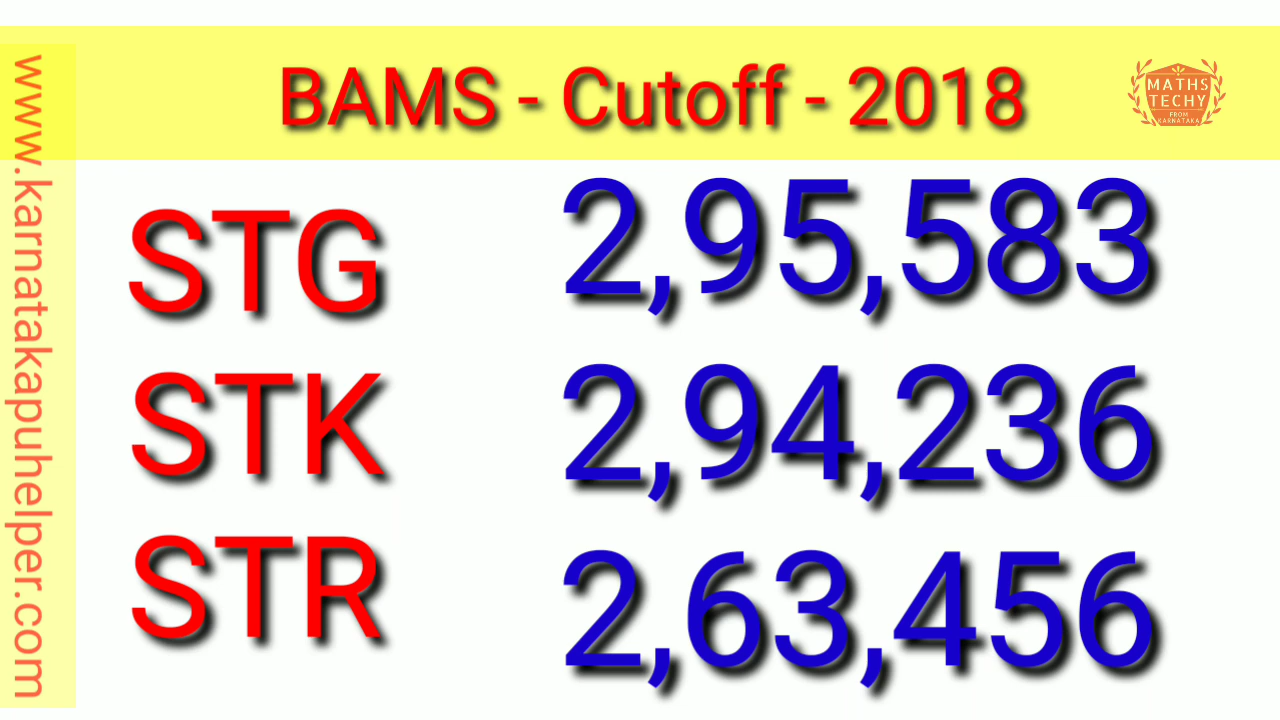 BAMS - Cutoff - 2018
MATHS
TECHY
FROM
KARNATAKA
www.karnatakapuhelper.com
STG 2,95,583
STK 2,94,236
STR 2,63,456